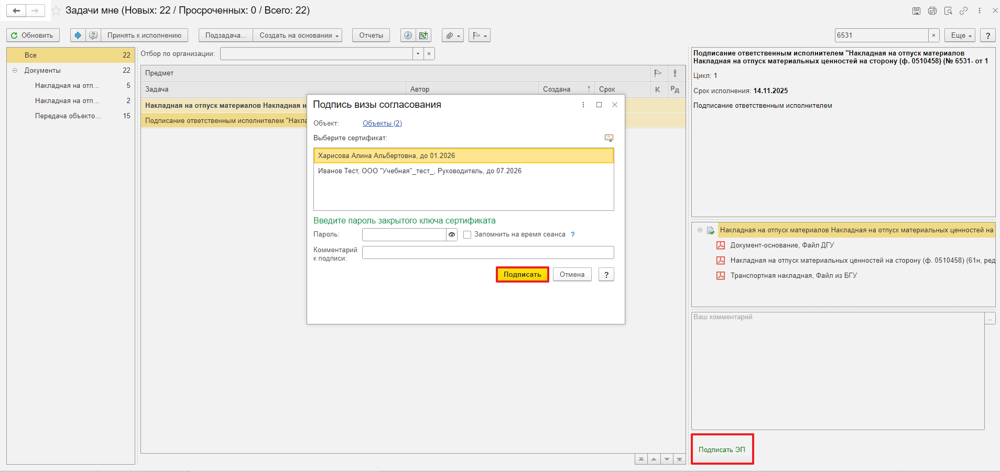 Задачи мне (Новых: 22 / Просроченных: 0 / Всего: 22)
Обновить
Принять к исполнению
Подзадача...
Создать на основании
Отчеты
6531
×
Еще
?
Все 22
Документы 22
Накладная на отп... 5
Накладная на отп... 2
Передача объекто... 15
Отбор по организации:
×
Предмет
Задача
Автор
Создана ↑
Срок
К
Рд
Накладная на отпуск материалов Накладная н
Подписание ответственным исполнителем "Накла
Подпись визы согласования
Объект: Объекты (2)
Выберите сертификат:
Харисова Алина Альбертовна, до 01.2026
Иванов Тест, ООО "Учебная"_тест_, Руководитель, до 07.2026
Введите пароль закрытого ключа сертификата
Пароль:
Запомнить на время сеанса ?
Комментарий
к подписи:
Подписать
Отмена
?
Подписание ответственным исполнителем "Накладная на отпуск материалов
Накладная на отпуск материальных ценностей на сторону (ф. 0510458) (№ 6531- от 1
Цикл: 1
Срок исполнения: 14.11.2025
Подписание ответственным исполнителем
Накладная на отпуск материалов Накладная на отпуск материальных ценностей на
Документ-основание, Файл ДГУ
Накладная на отпуск материальных ценностей на сторону (ф. 0510458) (61н, ред
Транспортная накладная, Файл из БГУ
Ваш комментарий
...
Подписать ЭП